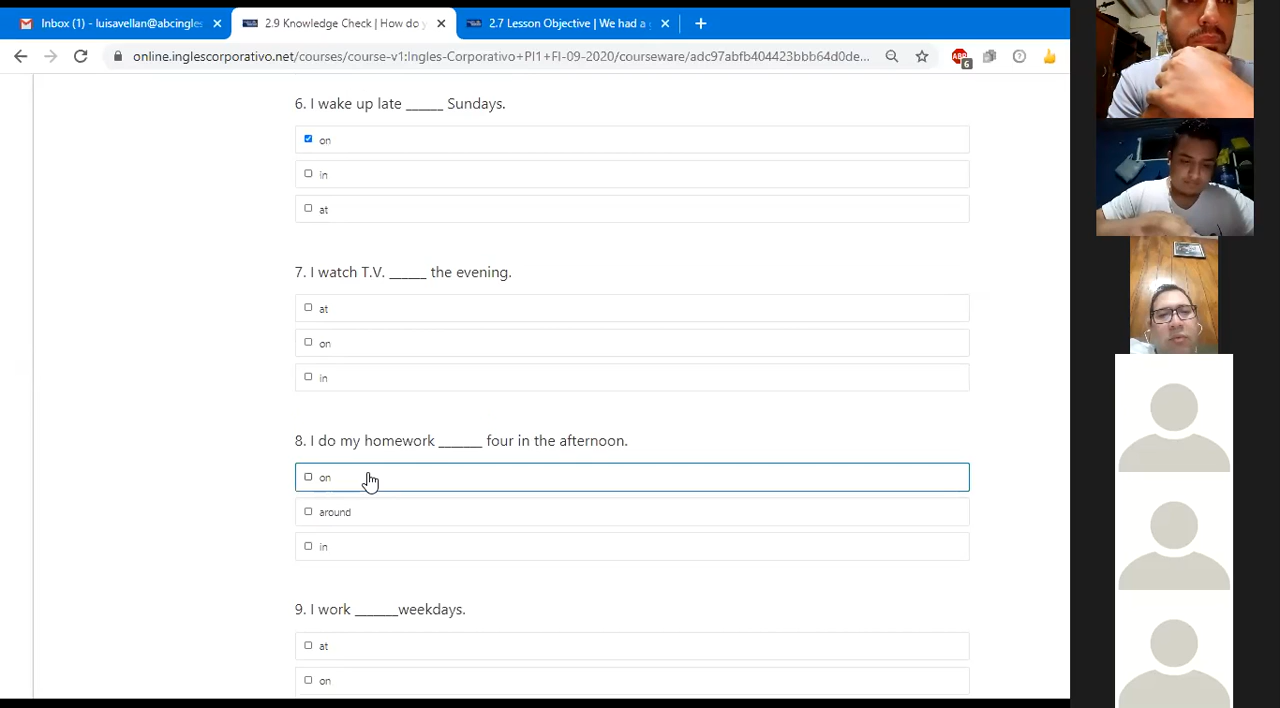 Inbox (1) - luisavellan@abcingles
2.9 Knowledge Check | How do y
2.7 Lesson Objective | We had a g
online.inglescorporativo.net/courses/course-v1:Ingles-Corporativo+PI1+FI-09-2020/courseware/adc97abfb404423bbb64d0de...
6
6. I wake up late ______ Sundays.
on
in
at
7. I watch T.V. ______ the evening.
at
on
in
8. I do my homework _______ four in the afternoon.
on
around
in
9. I work _______weekdays.
at
on